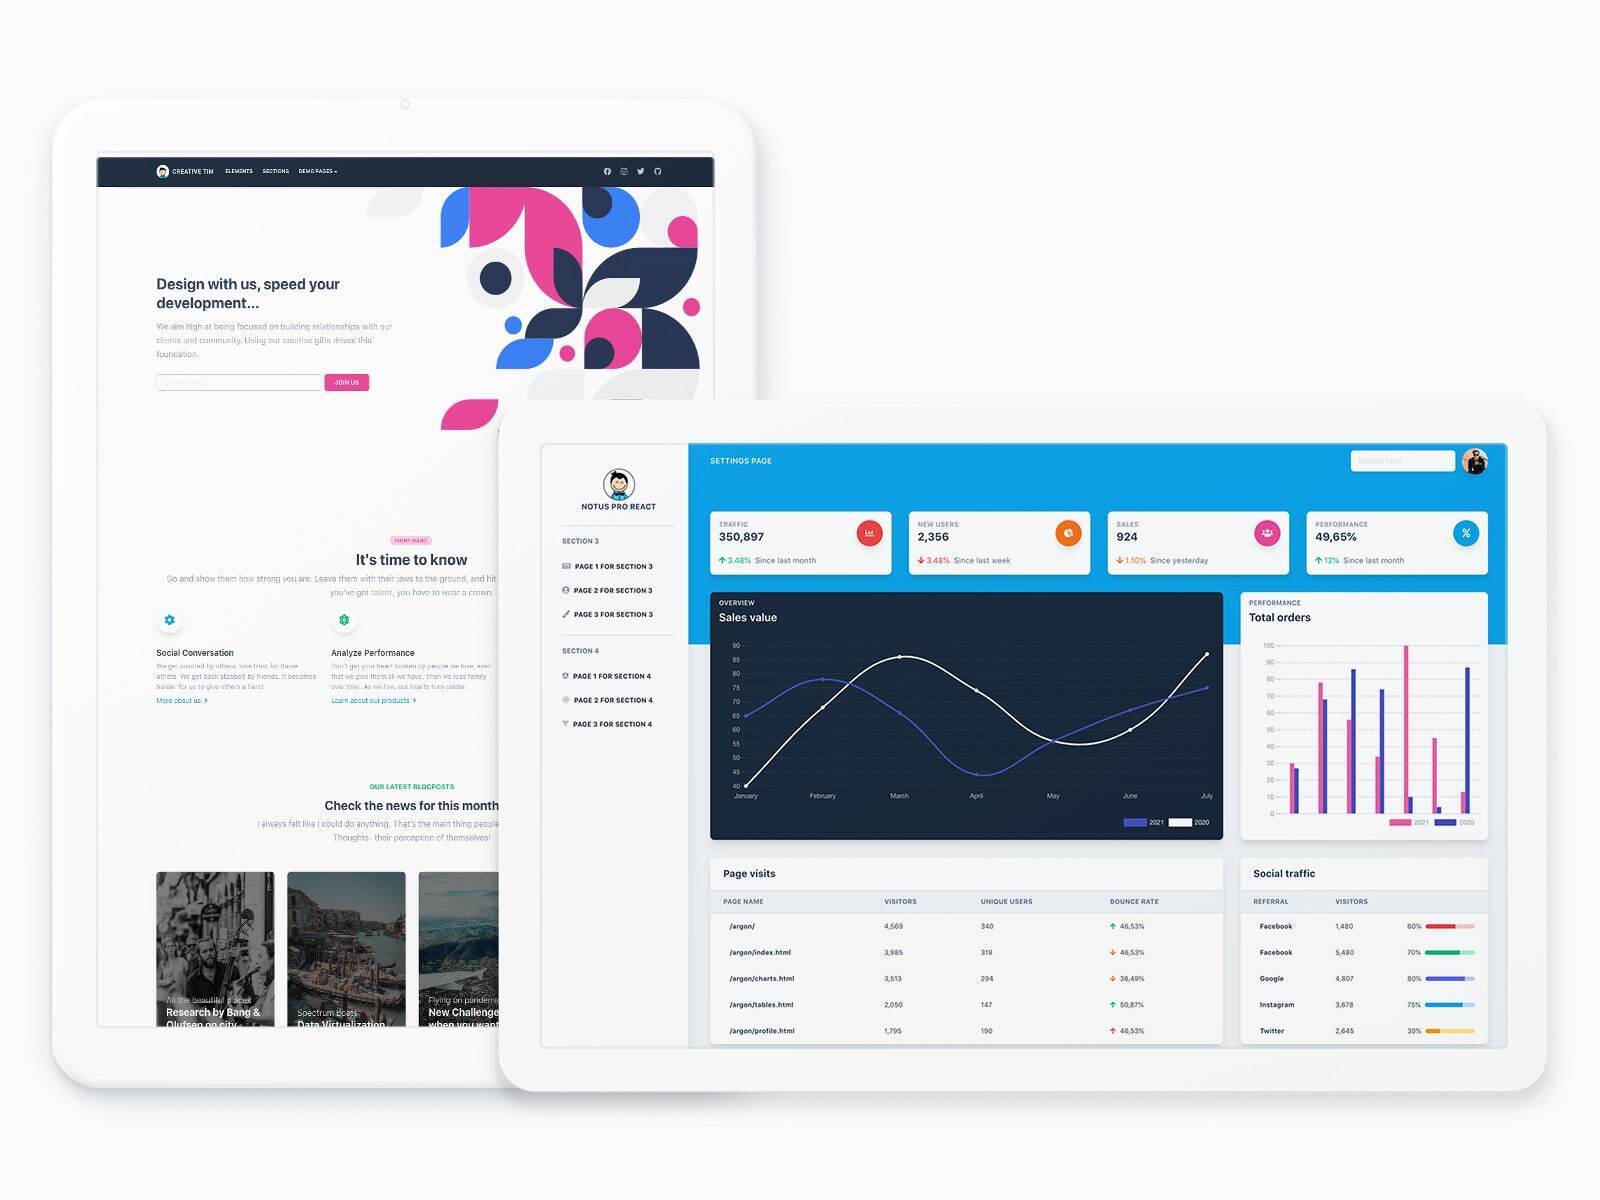 CREATIVE TIM ELEMENTS SECTIONS DEMO PAGES
Design with us, speed your
development...
We aim high at being focused on building relationships with our
clients and community. Using our creative gifts drives this
foundation.
JOIN US
FIGHT HARD
It's time to know
Go and show them how strong you are. Leave them with their jaws to the ground, and hit
you've got talent, you have to wear a crown.
Social Conversation
We get insulted by others, lose trust for those
others. We get back stabbed by friends. It becomes
harder for us to give others a hand.
More about us
Analyze Performance
Don't get your heart broken by people we love, even
that we give them all we have. Then we lose family
over time. As we live, our hearts turn colder.
Learn about our products
OUR LATEST BLOGPOSTS
Check the news for this month
I always felt like I could do anything. That's the main thing people
Thoughts- their perception of themselves!
All the beautiful places
Research by Bang &
Olufsen on city
Spectrum Boats
Data Virtualization
Flying on pandemic
New Challenge
when you want
NOTUS PRO REACT
SECTION 3
PAGE 1 FOR SECTION 3
PAGE 2 FOR SECTION 3
PAGE 3 FOR SECTION 3
SECTION 4
PAGE 1 FOR SECTION 4
PAGE 2 FOR SECTION 4
PAGE 3 FOR SECTION 4
SETTINGS PAGE
Search here
TRAFFIC
350,897
3.48% Since last month
NEW USERS
2,356
3.48% Since last week
SALES
924
1.10% Since yesterday
PERFORMANCE
49,65%
12% Since last month
OVERVIEW
Sales value
90
85
80
75
70
65
60
55
50
45
40
January February March April May June July
2021 2020
PERFORMANCE
Total orders
100
90
80
70
60
50
40
30
20
10
0
2021 2020
Page visits
PAGE NAME VISITORS UNIQUE USERS BOUNCE RATE
/argon/ 4,569 340 46,53%
/argon/index.html 3,985 319 46,53%
/argon/charts.html 3,513 294 36,49%
/argon/tables.html 2,050 147 50,87%
/argon/profile.html 1,795 190 46,53%
Social traffic
REFERRAL VISITORS
Facebook 1,480 60%
Facebook 5,480 70%
Google 4,807 80%
Instagram 3,678 75%
Twitter 2,645 30%